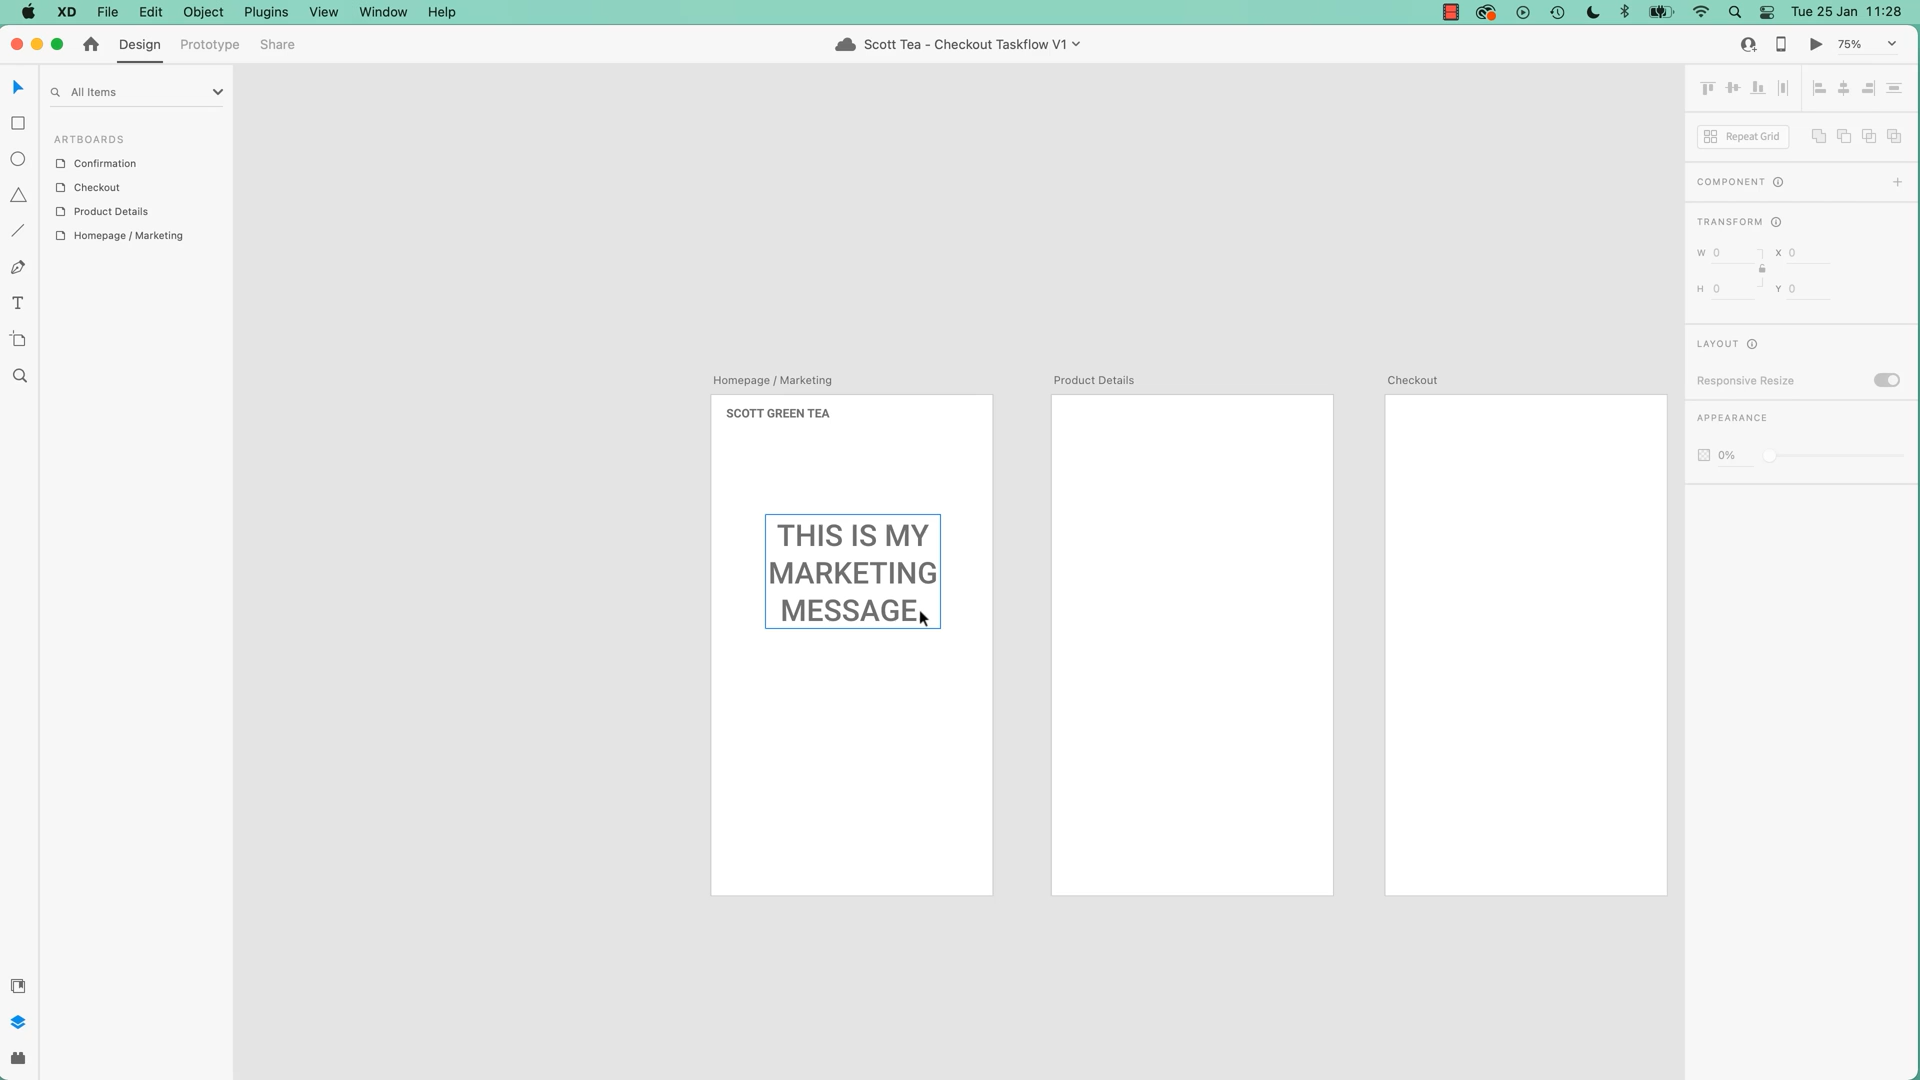 XD File Edit Object Plugins View Window Help Tue 25 Jan 11:28
Design Prototype Share Scott Tea - Checkout Taskflow V1 75%
All Items
ARTBOARDS
Confirmation
Checkout
Product Details
Homepage / Marketing
Homepage / Marketing
SCOTT GREEN TEA
THIS IS MY
MARKETING
MESSAGE
Product Details
Checkout
Repeat Grid
COMPONENT
TRANSFORM
W 0 X 0
H 0 Y 0
LAYOUT
Responsive Resize
APPEARANCE
0%